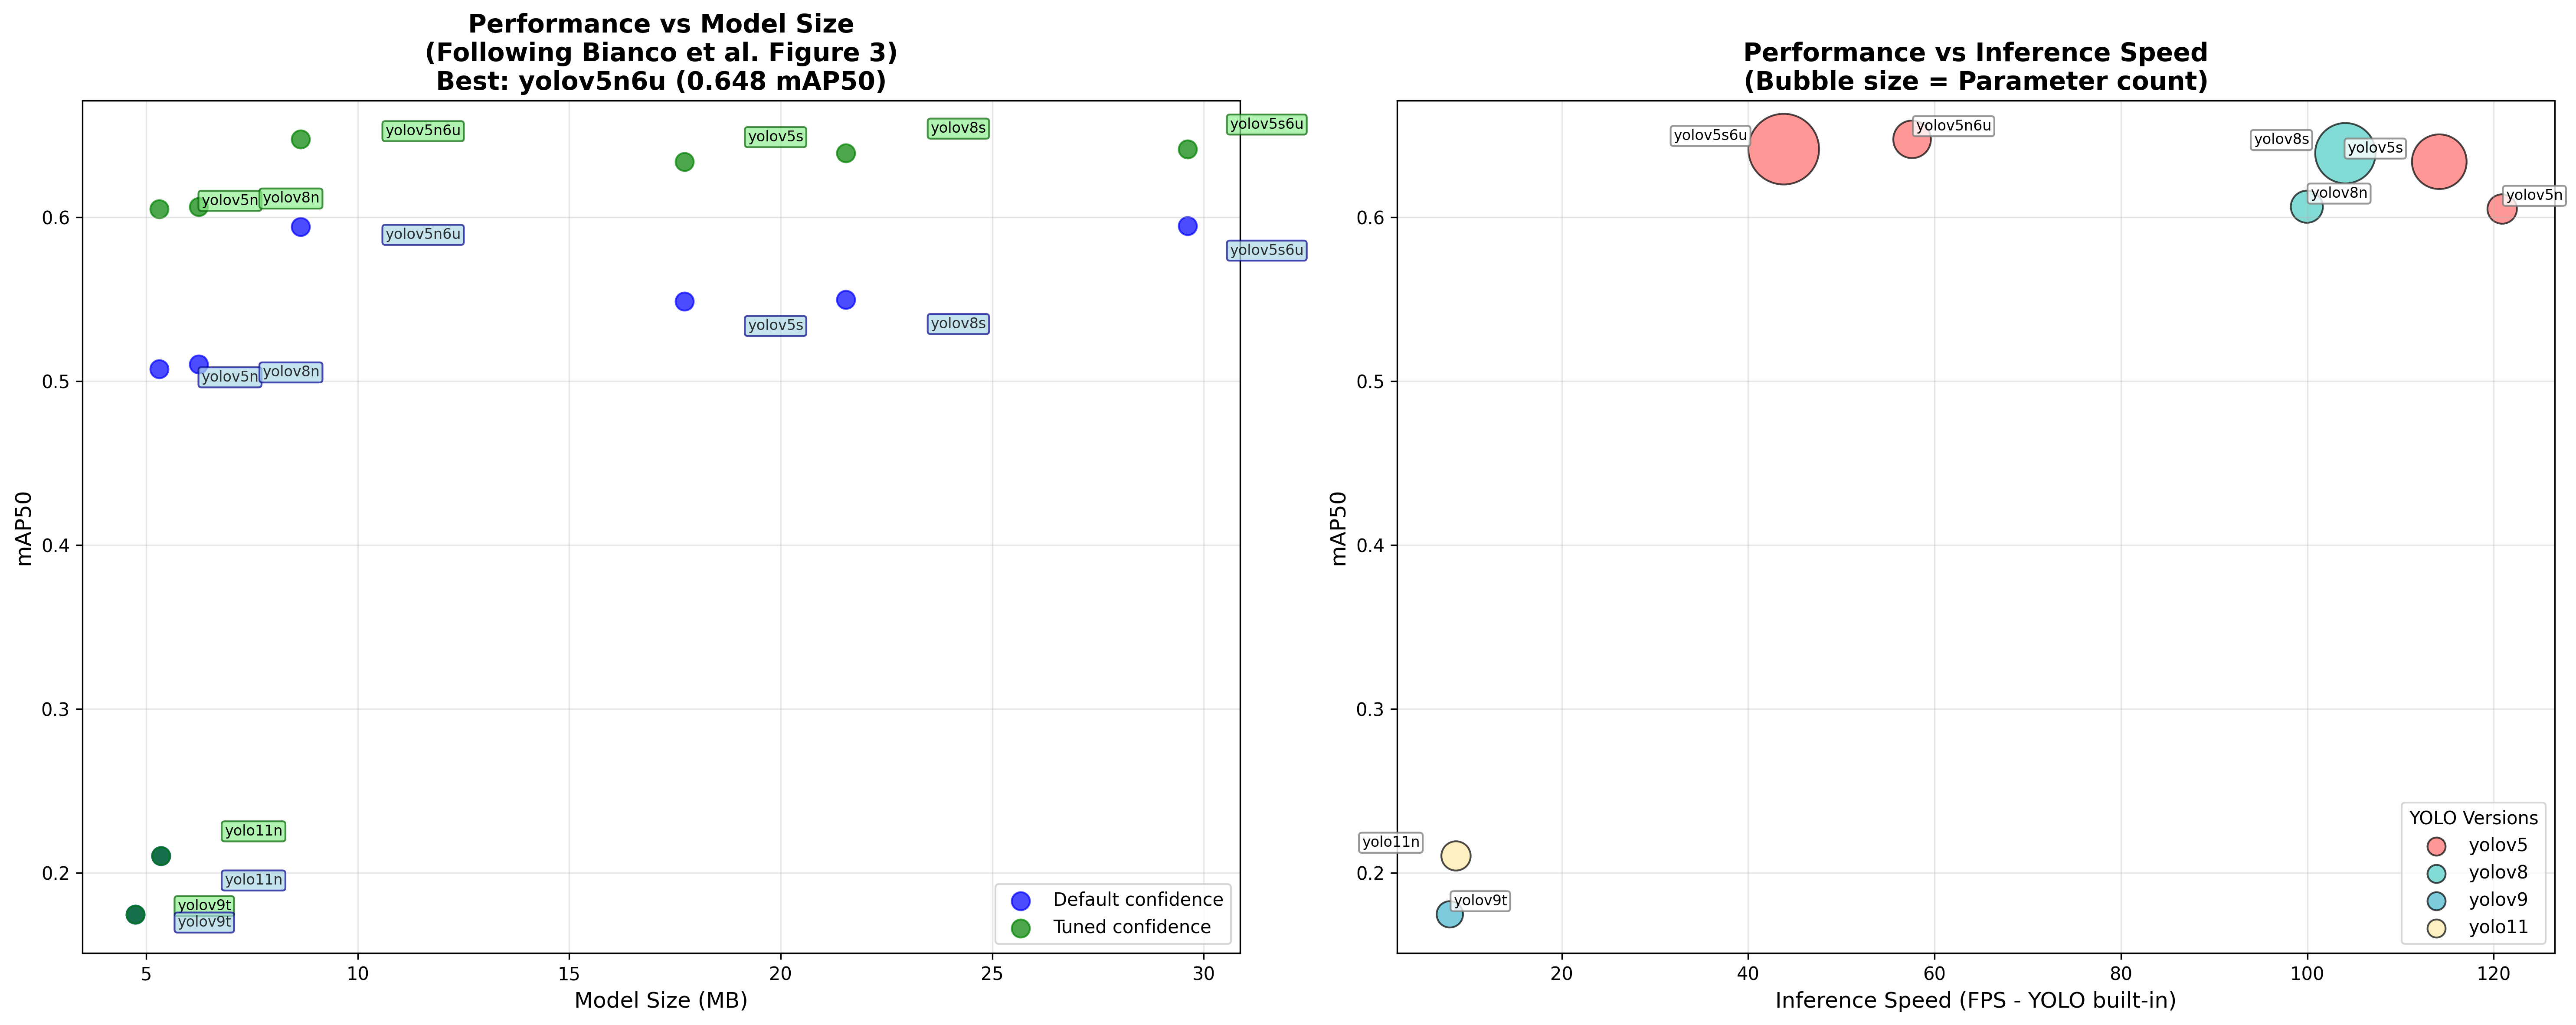 Performance vs Model Size
(Following Bianco et al. Figure 3)
Best: yolov5n6u (0.648 mAP50)
mAP50
0.6
0.5
0.4
0.3
0.2
yolov5n6u
yolov5s
yolov8s
yolov5s6u
yolov5n
yolov8n
yolov5n6u
yolov5s6u
yolov5s
yolov8s
yolov5n
yolov8n
yolo11n
yolo11n
yolov9t
yolov9t
Default confidence
Tuned confidence
5
10
15
20
25
30
Model Size (MB)
Performance vs Inference Speed
(Bubble size = Parameter count)
mAP50
0.6
0.5
0.4
0.3
0.2
yolov5s6u
yolov5n6u
yolov8s
yolov5s
yolov8n
yolov5n
yolo11n
yolov9t
YOLO Versions
yolov5
yolov8
yolov9
yolo11
20
40
60
80
100
120
Inference Speed (FPS - YOLO built-in)